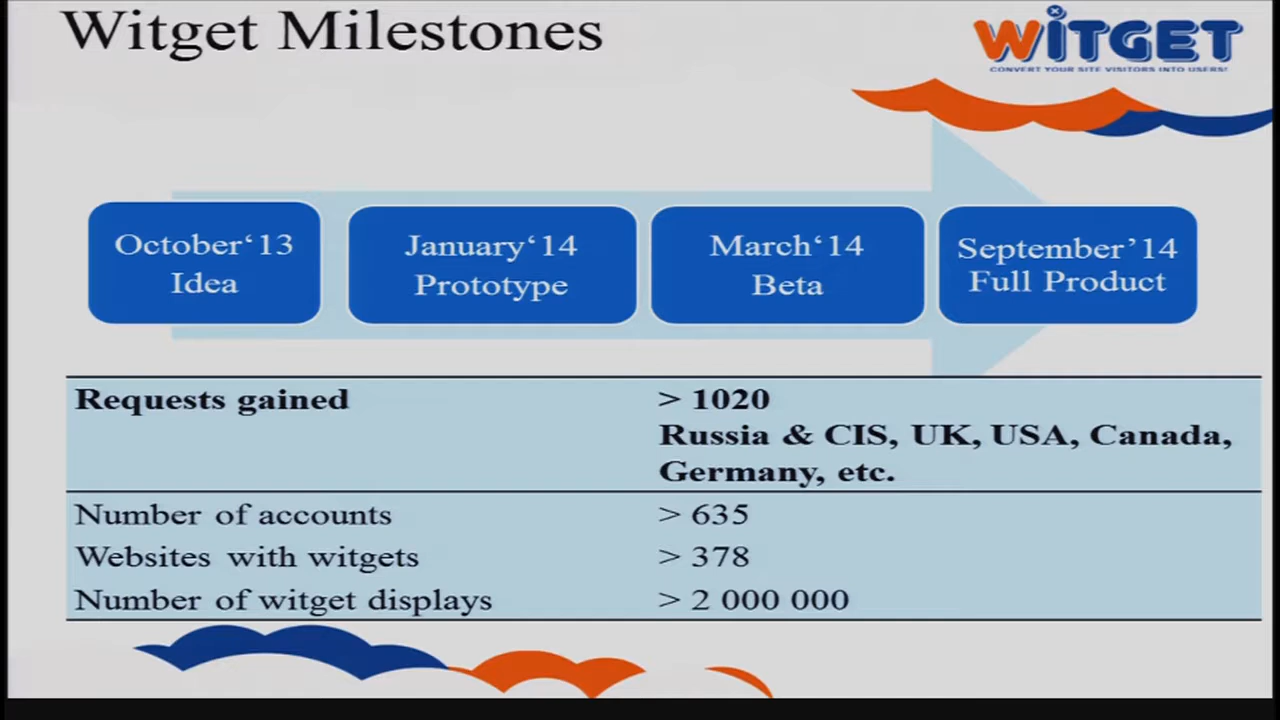 Witget Milestones
WITGET
CONVERT YOUR SITE VISITORS INTO USERS!
October‘13
Idea
January‘14
Prototype
March‘14
Beta
September’14
Full Product
Requests gained > 1020
Russia & CIS, UK, USA, Canada,
Germany, etc.
Number of accounts > 635
Websites with witgets > 378
Number of witget displays > 2 000 000